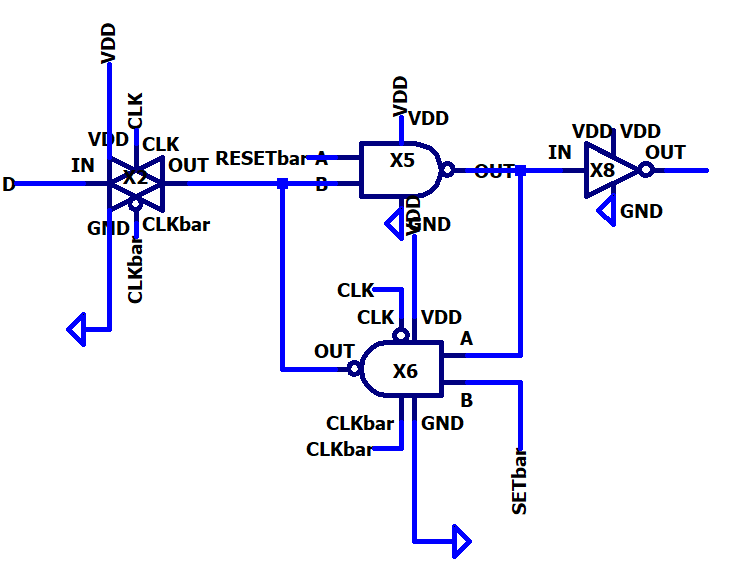 VDD
CLK
VDD
CLK
IN
OUT
X2
D
GND
CLKbar
CLKbar
VDD
VDD
RESETbar
A
B
X5
OUT
GND
VDD
VDD
VDD
IN
OUT
X8
GND
CLK
CLK
VDD
A
OUT
X6
B
CLKbar
GND
CLKbar
SETbar